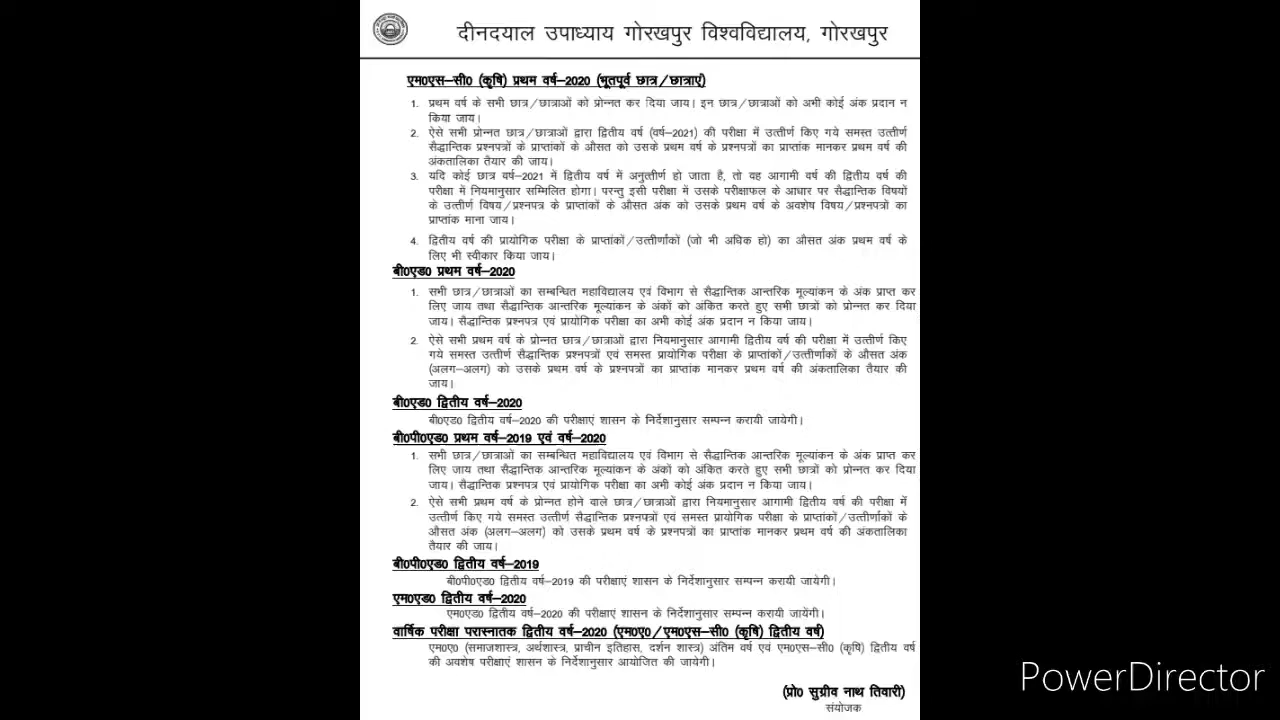 दीनदयाल उपाध्याय गोरखपुर विश्वविद्यालय, गोरखपुर
एम0एस–सी0 (कृषि) प्रथम वर्ष–2020 (भूतपूर्व छात्र/छात्राएं)
1. प्रथम वर्ष के सभी छात्र/छात्राओं को प्रोन्नत कर दिया जाय। इन छात्र/छात्राओं को अभी कोई अंक प्रदान न
किया जाय।
2. ऐसे सभी प्रोन्नत छात्र/छात्राओं द्वारा द्वितीय वर्ष (वर्ष–2021) की परीक्षा में उत्तीर्ण किए गये समस्त उत्तीर्ण
सैद्धान्तिक प्रश्नपत्रों के प्राप्तांकों के औसत को उसके प्रथम वर्ष के प्रश्नपत्रों का प्राप्तांक मानकर प्रथम वर्ष की
अंकतालिका तैयार की जाय।
3. यदि कोई छात्र वर्ष–2021 में द्वितीय वर्ष में अनुत्तीर्ण हो जाता है, तो वह आगामी वर्ष की द्वितीय वर्ष की
परीक्षा में नियमानुसार सम्मिलित होगा। परन्तु इसी परीक्षा में उसके परीक्षाफल के आधार पर सैद्धान्तिक विषयों
के उत्तीर्ण विषय/प्रश्नपत्र के प्राप्तांकों के औसत अंक को उसके प्रथम वर्ष के अवशेष विषय/प्रश्नपत्रों का
प्राप्तांक माना जाय।
4. द्वितीय वर्ष की प्रायोगिक परीक्षा के प्राप्तांकों/उत्तीर्णांकों (जो भी अधिक हो) का औसत अंक प्रथम वर्ष के
लिए भी स्वीकार किया जाय।
बी0एड0 प्रथम वर्ष–2020
1. सभी छात्र/छात्राओं का सम्बन्धित महाविद्यालय एवं विभाग से सैद्धान्तिक आन्तरिक मूल्यांकन के अंक प्राप्त कर
लिए जाय तथा सैद्धान्तिक आन्तरिक मूल्यांकन के अंकों को अंकित करते हुए सभी छात्रों को प्रोन्नत कर दिया
जाय। सैद्धान्तिक प्रश्नपत्र एवं प्रायोगिक परीक्षा का अभी कोई अंक प्रदान न किया जाय।
2. ऐसे सभी प्रथम वर्ष के प्रोन्नत छात्र/छात्राओं द्वारा नियमानुसार आगामी द्वितीय वर्ष की परीक्षा में उत्तीर्ण किए
गये समस्त उत्तीर्ण सैद्धान्तिक प्रश्नपत्रों एवं समस्त प्रायोगिक परीक्षा के प्राप्तांकों/उत्तीर्णांकों के औसत अंक
(अलग–अलग) को उसके प्रथम वर्ष के प्रश्नपत्रों का प्राप्तांक मानकर प्रथम वर्ष की अंकतालिका तैयार की
जाय।
बी0एड0 द्वितीय वर्ष–2020
बी0एड0 द्वितीय वर्ष–2020 की परीक्षाएं शासन के निर्देशानुसार सम्पन्न करायी जायेगी।
बी0पी0एड0 प्रथम वर्ष–2019 एवं वर्ष–2020
1. सभी छात्र/छात्राओं का सम्बन्धित महाविद्यालय एवं विभाग से सैद्धान्तिक आन्तरिक मूल्यांकन के अंक प्राप्त कर
लिए जाय तथा सैद्धान्तिक आन्तरिक मूल्यांकन के अंकों को अंकित करते हुए सभी छात्रों को प्रोन्नत कर दिया
जाय। सैद्धान्तिक प्रश्नपत्र एवं प्रायोगिक परीक्षा का अभी कोई अंक प्रदान न किया जाय।
2. ऐसे सभी प्रथम वर्ष के प्रोन्नत होने वाले छात्र/छात्राओं द्वारा नियमानुसार आगामी द्वितीय वर्ष की परीक्षा में
उत्तीर्ण किए गये समस्त उत्तीर्ण सैद्धान्तिक प्रश्नपत्रों एवं समस्त प्रायोगिक परीक्षा के प्राप्तांकों/उत्तीर्णाकों के
औसत अंक (अलग–अलग) को उसके प्रथम वर्ष के प्रश्नपत्रों का प्राप्तांक मानकर प्रथम वर्ष की अंकतालिका
तैयार की जाय।
बी0पी0एड0 द्वितीय वर्ष–2019
बी0पी0एड0 द्वितीय वर्ष–2019 की परीक्षाएं शासन के निर्देशानुसार सम्पन्न करायी जायेगी।
एम0एड0 द्वितीय वर्ष–2020
एम0एड0 द्वितीय वर्ष–2020 की परीक्षाएं शासन के निर्देशानुसार सम्पन्न करायी जायेंगी।
वार्षिक परीक्षा परास्नातक द्वितीय वर्ष–2020 (एम0ए0/एम0एस–सी0 (कृषि) द्वितीय वर्ष)
एम0ए0 (समाजशास्त्र, अर्थशास्त्र, प्राचीन इतिहास, दर्शन शास्त्र) अंतिम वर्ष एवं एम0एस–सी0 (कृषि) द्वितीय वर्ष
की अवशेष परीक्षाएं शासन के निर्देशानुसार आयोजित की जायेगी।
(प्रो0 सुग्रीव नाथ तिवारी)
संयोजक
PowerDirector